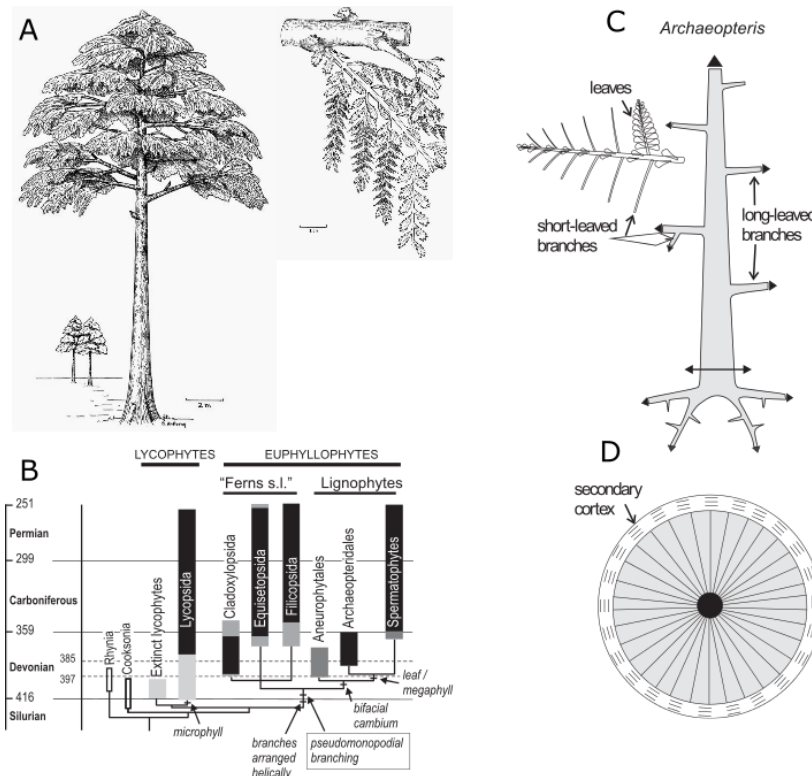 A
2 m
C
Archaeopteris
leaves
short-leaved
branches
long-leaved
branches
B
LYCOPHYTES
EUPHYLLOPHYTES
"Ferns s.l."
Lignophytes
251
Permian
299
Carboniferous
359
385
Devonian
397
416
Silurian
Rhynia
Cooksonia
Extinct lycophytes
Lycopsida
Cladoxylopsida
Equisetopsida
Filicopsida
Aneurophytales
Archaeopteridales
Spermatophytes
microphyll
branches
arranged
helically
pseudomonopodial
branching
bifacial
cambium
leaf /
megaphyll
D
secondary
cortex